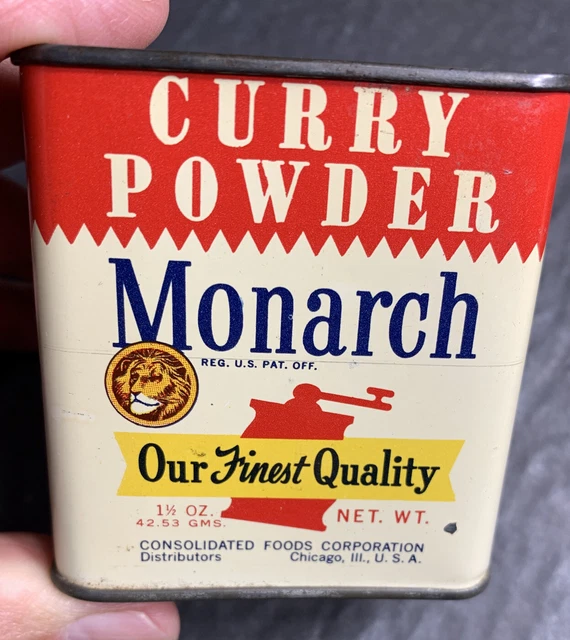 CURRY
POWDER
Monarch
REG. U.S. PAT. OFF.
Our Finest Quality
1½ OZ. NET. WT.
42.53 GMS.
CONSOLIDATED FOODS CORPORATION
Distributors Chicago, Ill., U. S. A.